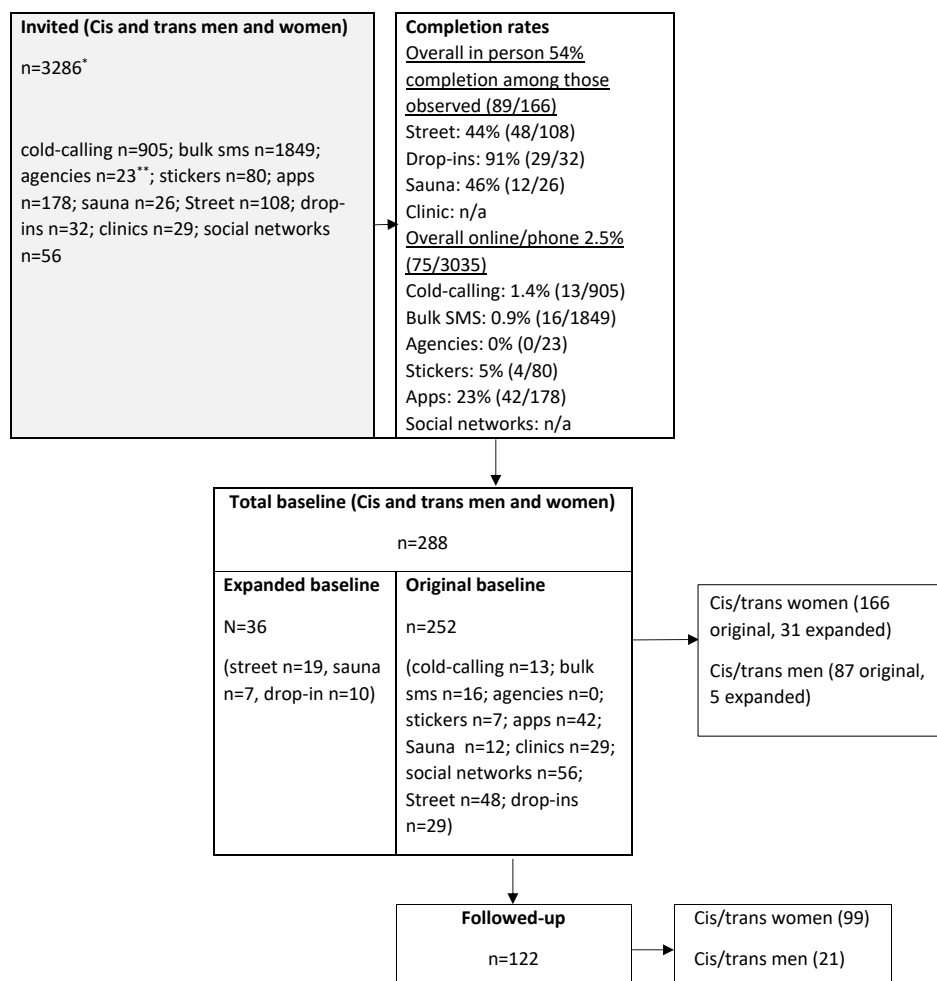 Invited (Cis and trans men and women)
n=3286*
cold-calling n=905; bulk sms n=1849;
agencies n=23**; stickers n=80; apps
n=178; sauna n=26; Street n=108; drop-
ins n=32; clinics n=29; social networks
n=56
Completion rates
Overall in person 54%
completion among those
observed (89/166)
Street: 44% (48/108)
Drop-ins: 91% (29/32)
Sauna: 46% (12/26)
Clinic: n/a
Overall online/phone 2.5%
(75/3035)
Cold-calling: 1.4% (13/905)
Bulk SMS: 0.9% (16/1849)
Agencies: 0% (0/23)
Stickers: 5% (4/80)
Apps: 23% (42/178)
Social networks: n/a
Total baseline (Cis and trans men and women)
n=288
Expanded baseline
N=36
(street n=19, sauna
n=7, drop-in n=10)
Original baseline
n=252
(cold-calling n=13; bulk
sms n=16; agencies n=0;
stickers n=7; apps n=42;
Sauna n=12; clinics n=29;
social networks n=56;
Street n=48; drop-ins
n=29)
Cis/trans women (166
original, 31 expanded)
Cis/trans men (87 original,
5 expanded)
Followed-up
n=122
Cis/trans women (99)
Cis/trans men (21)